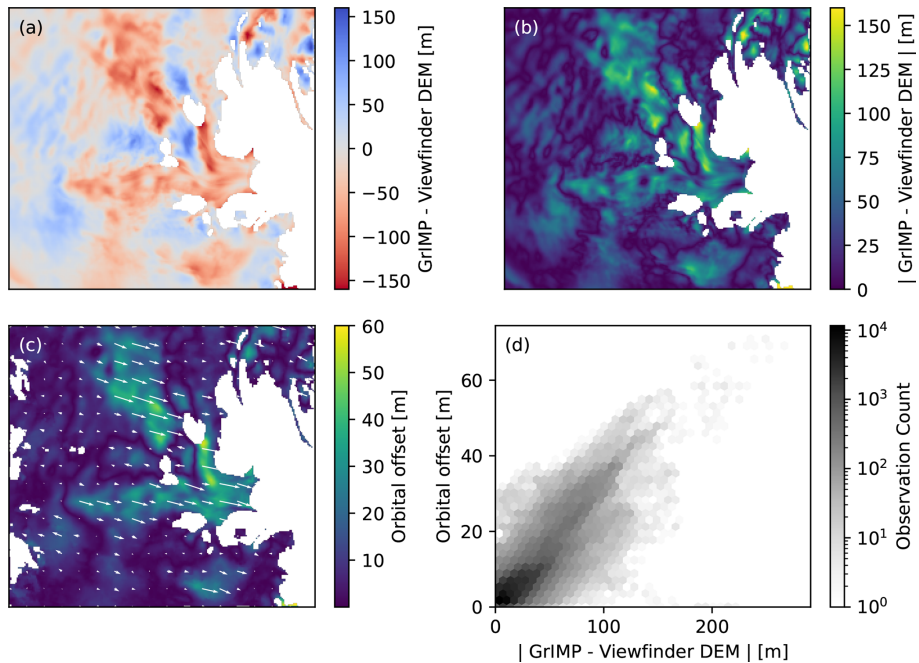 (a)
150
100
50
0
−50
−100
−150
GrIMP - Viewfinder DEM [m]
(b)
150
125
100
75
50
25
0
| GrIMP - Viewfinder DEM | [m]
(c)
60
50
40
30
20
10
Orbital offset [m]
(d)
60
40
20
0
Orbital offset [m]
0 100 200
| GrIMP - Viewfinder DEM | [m]
10⁴
10³
10²
10¹
10⁰
Observation Count